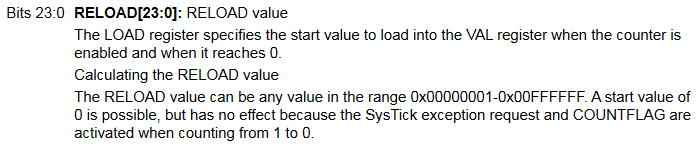 Bits 23:0 RELOAD[23:0]: RELOAD value
The LOAD register specifies the start value to load into the VAL register when the counter is
enabled and when it reaches 0.
Calculating the RELOAD value
The RELOAD value can be any value in the range 0x00000001-0x00FFFFFF. A start value of
0 is possible, but has no effect because the SysTick exception request and COUNTFLAG are
activated when counting from 1 to 0.